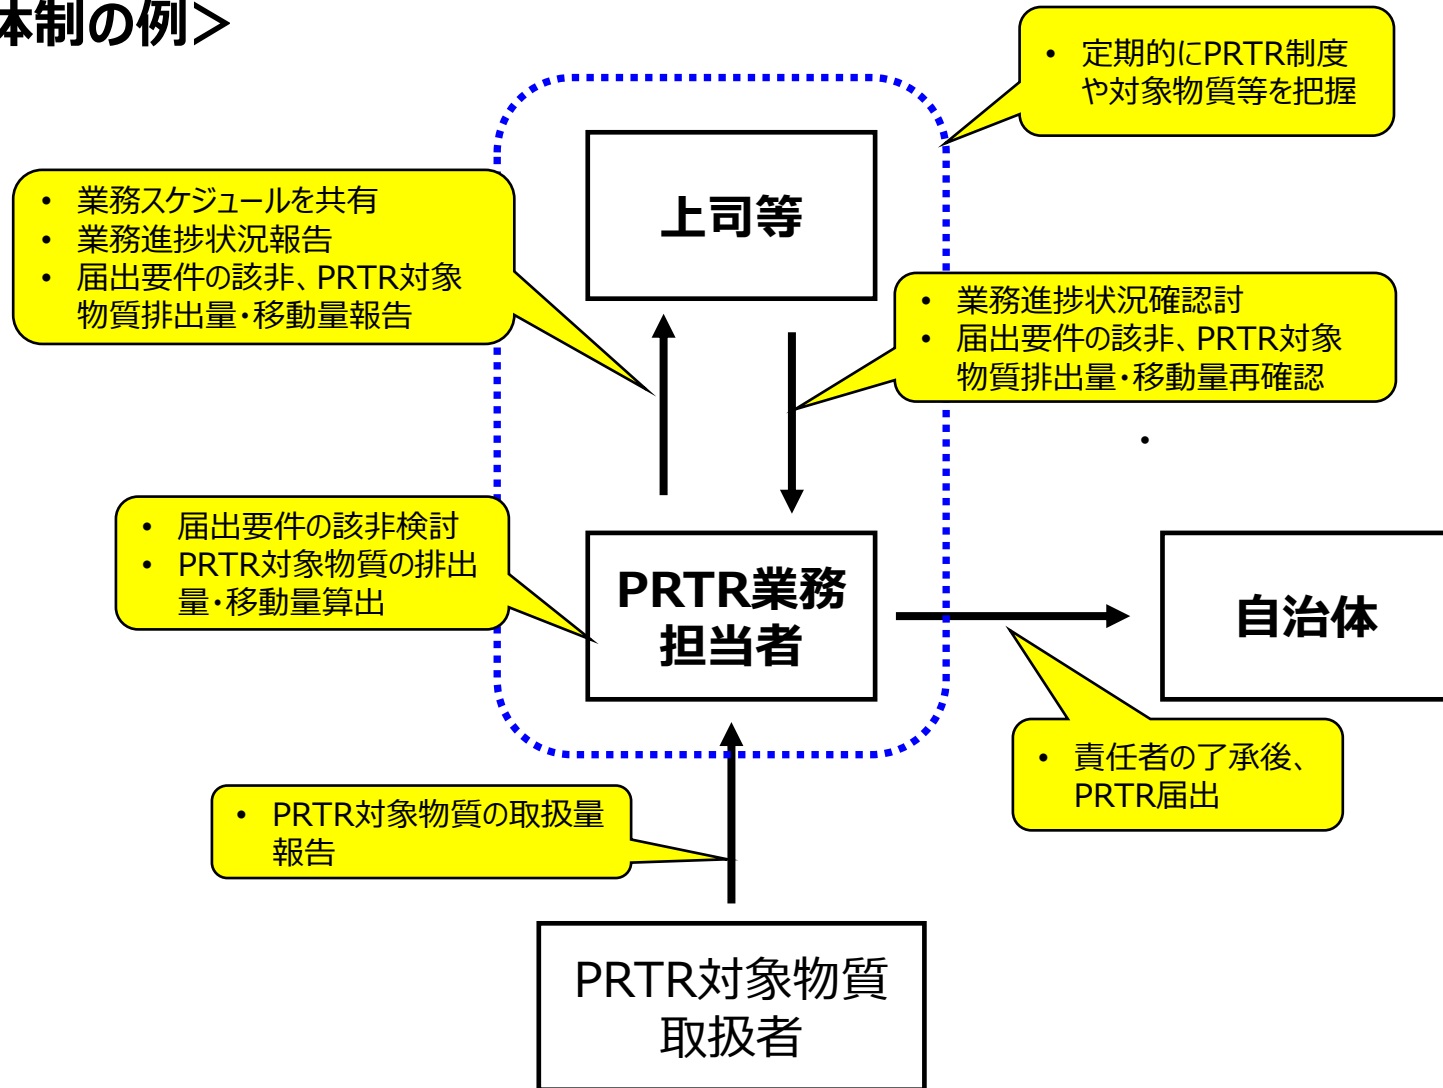 体制の例＞
• 定期的にPRTR制度
や対象物質等を把握
上司等
• 業務スケジュールを共有
• 業務進捗状況報告
• 届出要件の該非、PRTR対象
物質排出量・移動量報告
• 業務進捗状況確認討
• 届出要件の該非、PRTR対象
物質排出量・移動量再確認
•
• 届出要件の該非検討
• PRTR対象物質の排出
量・移動量算出
PRTR業務
担当者
自治体
• 責任者の了承後、
PRTR届出
• PRTR対象物質の取扱量
報告
PRTR対象物質
取扱者